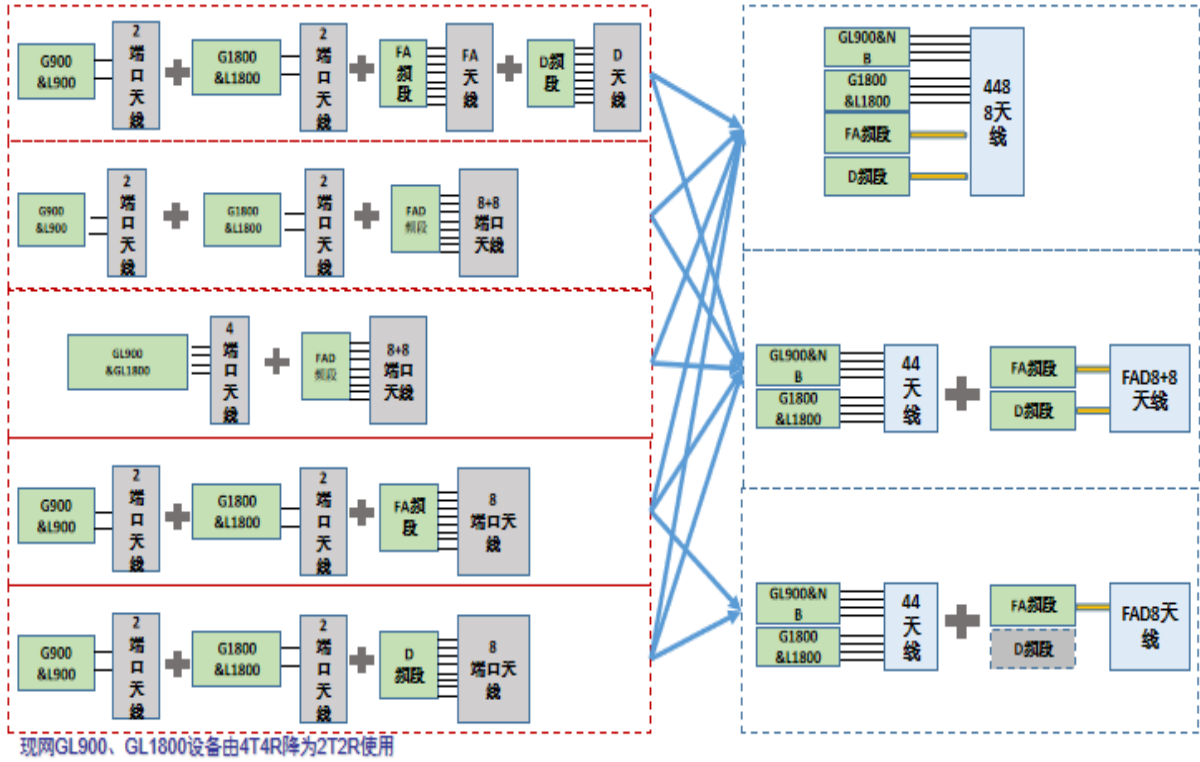 G900
&L900
2
端
口
天
线
G1800
&L1800
2
端
口
天
线
FA
频
段
FA
天
线
D频
段
D
天
线
G900
&L900
2
端
口
天
线
G1800
&L1800
2
端
口
天
线
FAD
频段
8+8
端口
天线
GL900
&GL1800
4
端
口
天
线
FAD
频段
8+8
端口
天线
G900
&L900
2
端
口
天
线
G1800
&L1800
2
端
口
天
线
FA频
段
8
端口天
线
G900
&L900
2
端
口
天
线
G1800
&L1800
2
端
口
天
线
D
频段
8
端口天
线
现网GL900、GL1800设备由4T4R降为2T2R使用
GL900&N
B
G1800
&L1800
FA频段
D频段
448
8天
线
GL900&N
B
G1800
&L1800
44
天
线
FA频段
D频段
FAD8+8
天线
GL900&N
B
G1800
&L1800
44
天
线
FA频段
D频段
FAD8天
线